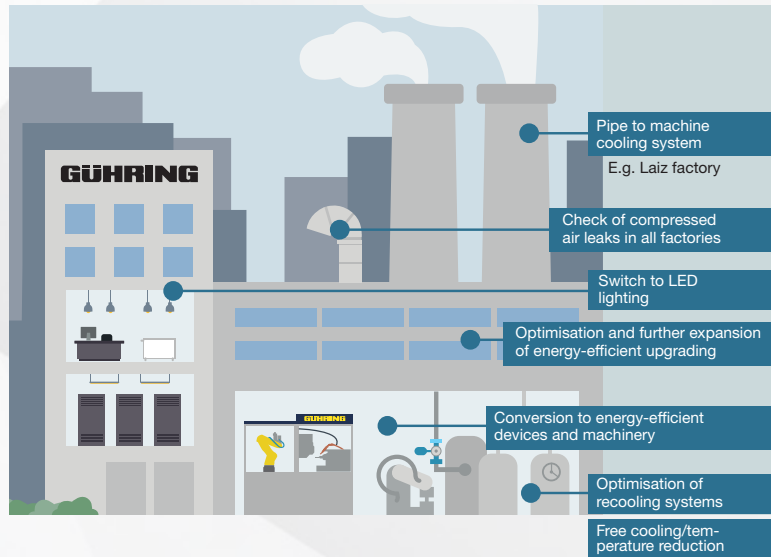 GÜHRING
Pipe to machine
cooling system
E.g. Laiz factory
Check of compressed
air leaks in all factories
Switch to LED
lighting
Optimisation and further expansion
of energy-efficient upgrading
GÜHRING
Conversion to energy-efficient
devices and machinery
Optimisation of
recooling systems
Free cooling/tem-
perature reduction